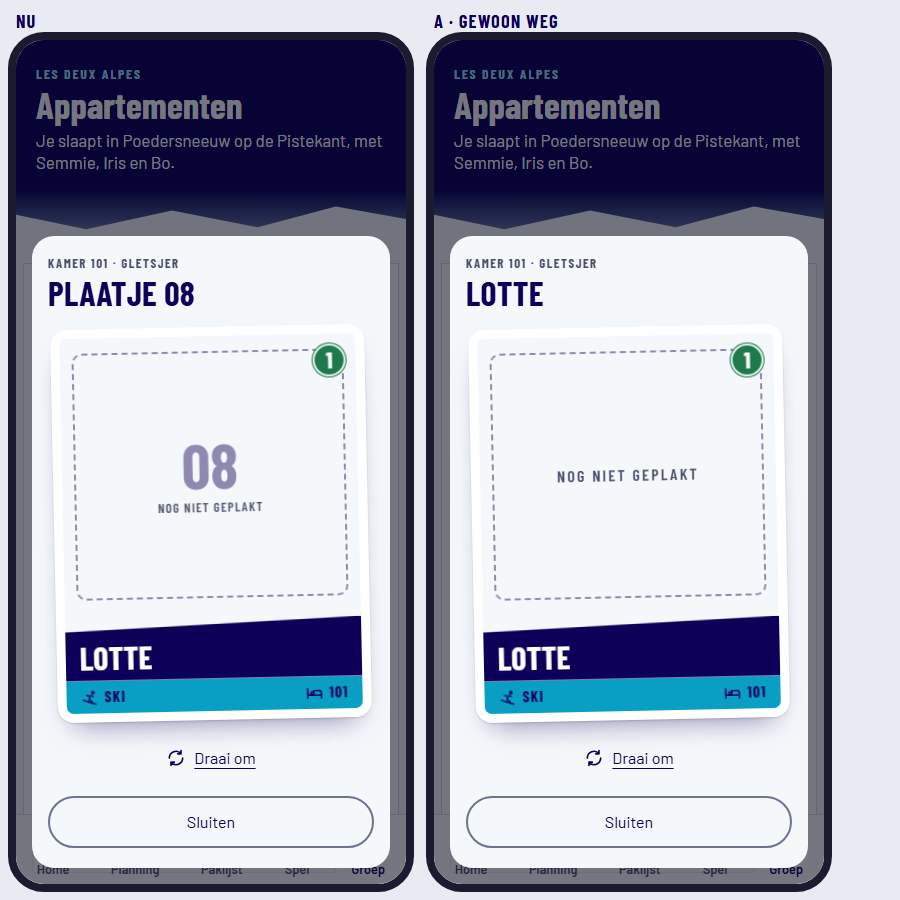 NU
LES DEUX ALPES
Appartementen
Je slaapt in Poedersneeuw op de Pistekant, met
Semmie, Iris en Bo.
KAMER 101 · GLETSJER
PLAATJE 08
1
08
NOG NIET GEPLAKT
LOTTE
SKI
101
Draai om
Sluiten
Home Planning Paklijst Spel Groep
A · GEWOON WEG
LES DEUX ALPES
Appartementen
Je slaapt in Poedersneeuw op de Pistekant, met
Semmie, Iris en Bo.
KAMER 101 · GLETSJER
LOTTE
1
NOG NIET GEPLAKT
LOTTE
SKI
101
Draai om
Sluiten
Home Planning Paklijst Spel Groep